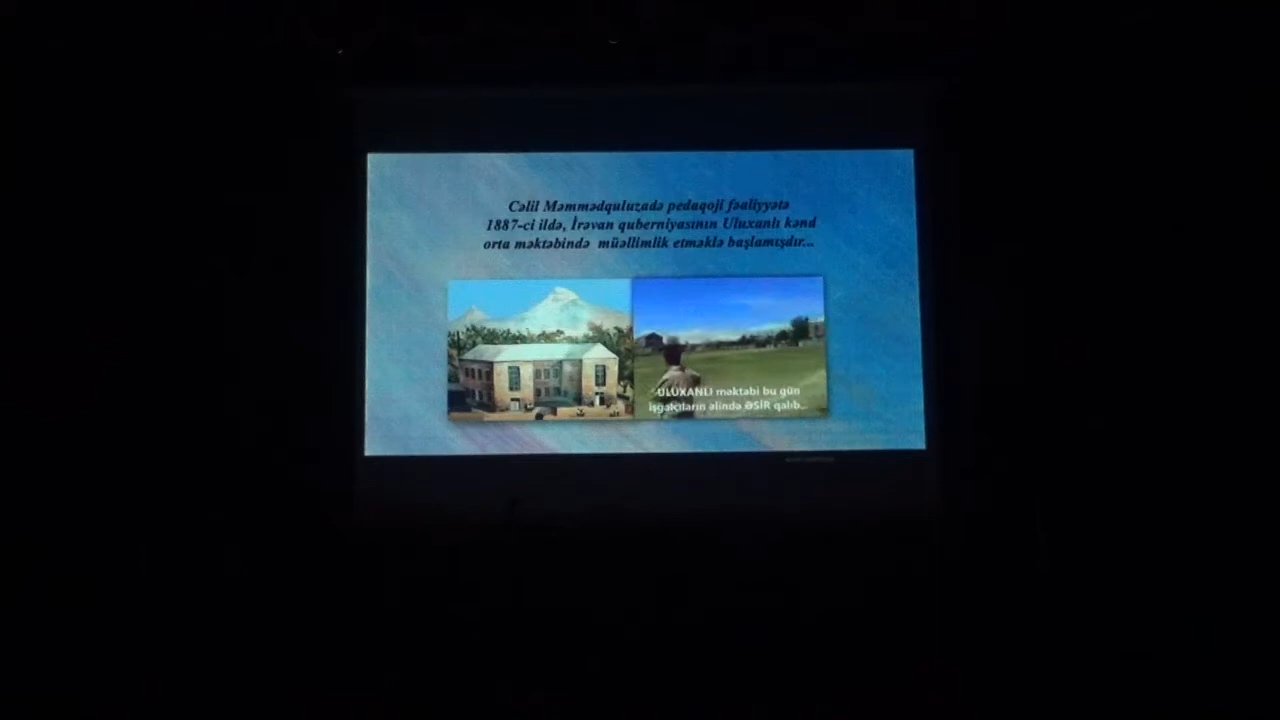 Cəlil Məmmədquluzadə pedaqoji fəaliyyətə
1887-ci ildə, İrəvan quberniyasının Uluxanlı kənd
orta məktəbində müəllimlik etməklə başlamışdır...
ULUXANLI məktəbi bu gün
işğalçıların əlində ƏSİR qalıb...